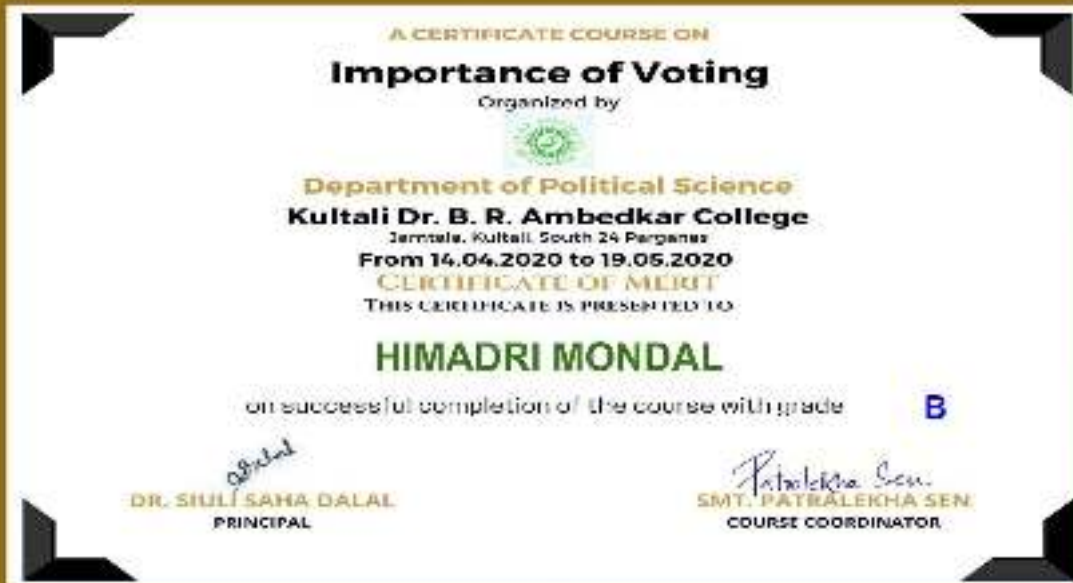 A CERTIFICATE COURSE ON
Importance of Voting
Organized by
Department of Political Science
Kultali Dr. B. R. Ambedkar College
Jamtala, Kultali, South 24 Parganas
From 14.04.2020 to 19.05.2020
CERTIFICATE OF MERIT
THIS CERTIFICATE IS PRESENTED TO
HIMADRI MONDAL
on successful completion of the course with grade B
Patralekha Sen.
DR. SIULI SAHA DALAL SMT. PATRALEKHA SEN
PRINCIPAL COURSE COORDINATOR